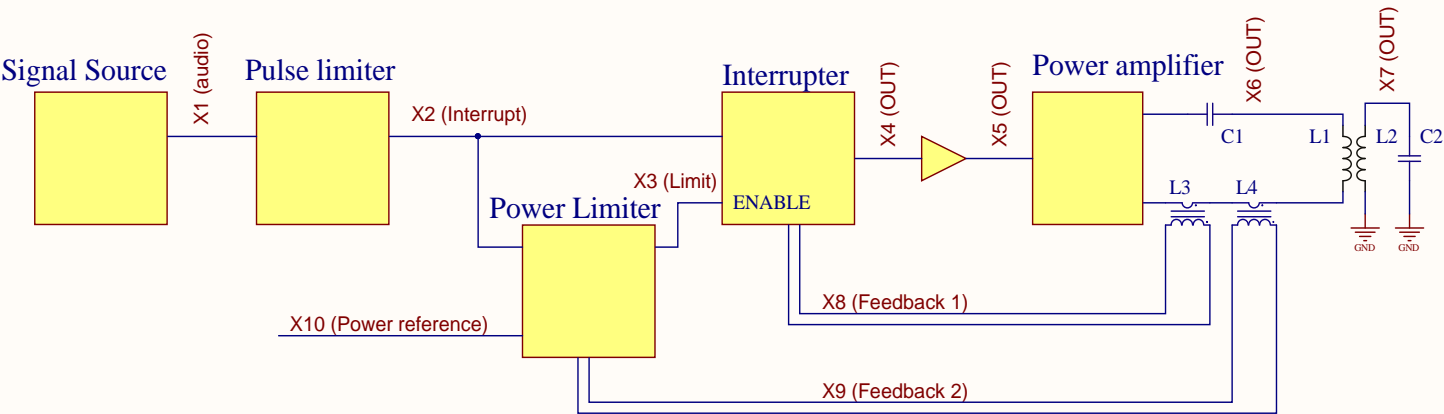 Signal Source
X1 (audio)
Pulse limiter
X2 (Interrupt)
Interrupter
X4 (OUT)
X5 (OUT)
Power amplifier
X6 (OUT)
X7 (OUT)
C1
L1
L2
C2
X3 (Limit)
ENABLE
Power Limiter
L3
L4
GND
GND
X8 (Feedback 1)
X10 (Power reference)
X9 (Feedback 2)